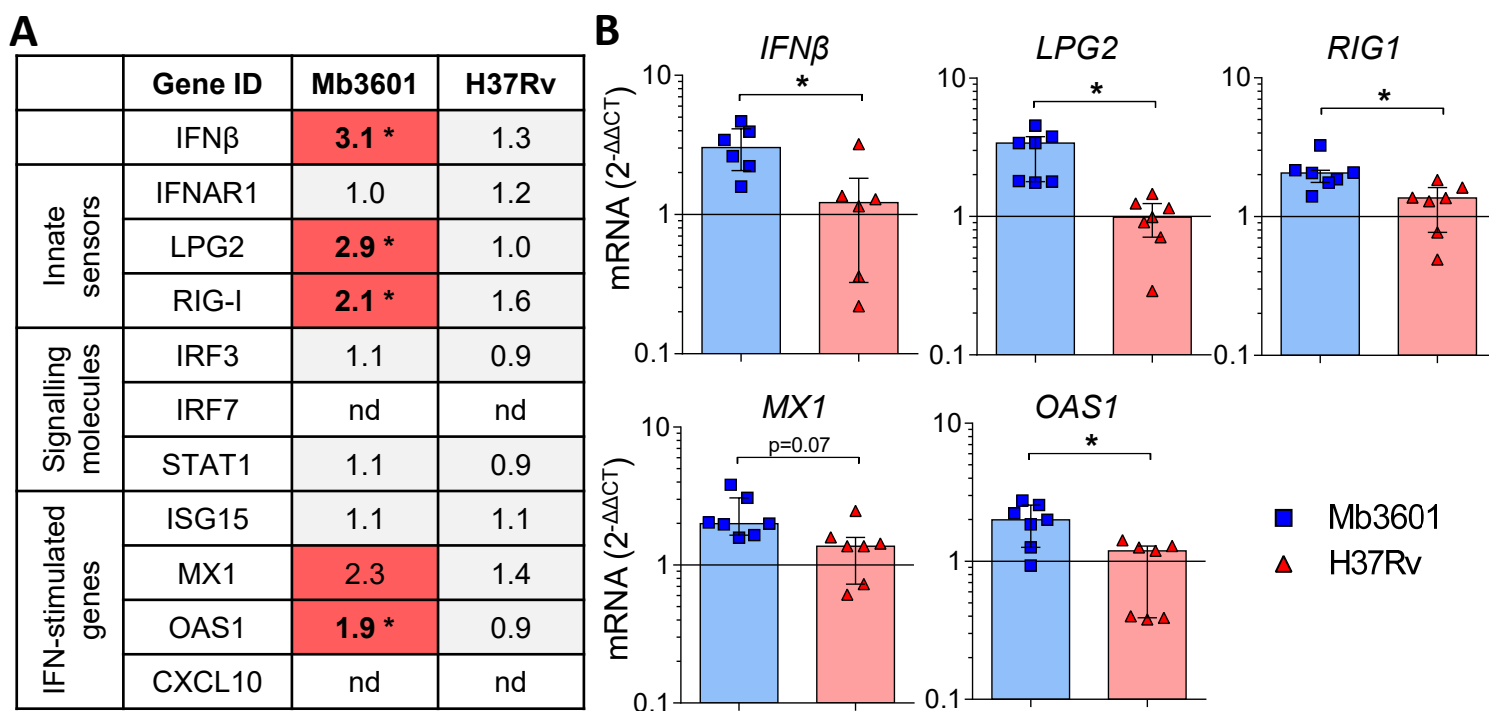 A
Gene ID Mb3601 H37Rv
IFNβ 3.1 * 1.3
Innate sensors
IFNAR1 1.0 1.2
LPG2 2.9 * 1.0
RIG-I 2.1 * 1.6
Signalling molecules
IRF3 1.1 0.9
IRF7 nd nd
STAT1 1.1 0.9
IFN-stimulated genes
ISG15 1.1 1.1
MX1 2.3 1.4
OAS1 1.9 * 0.9
CXCL10 nd nd
B
IFNβ
mRNA (2-ΔΔCT)
10
1
0.1
*
LPG2
10
1
0.1
*
RIG1
10
1
0.1
*
MX1
mRNA (2-ΔΔCT)
10
1
0.1
p=0.07
OAS1
10
1
0.1
*
Mb3601
H37Rv